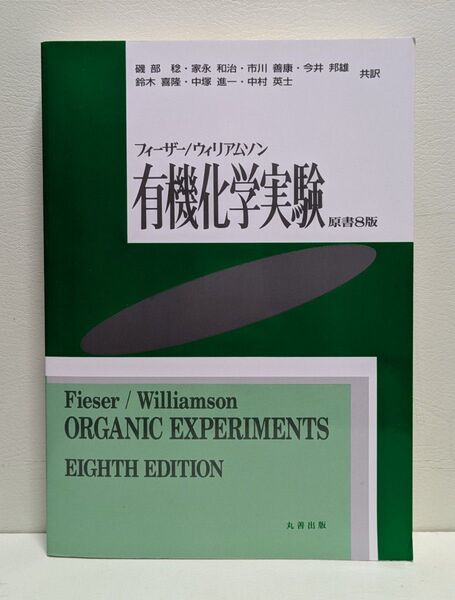 磯部 稔・家永 和治・市川 善康・今井 邦雄
鈴木 喜隆・中塚 進一・中村 英士
共訳
フィーザー/ウィリアムソン
有機化学実験 原書8版
Fieser / Williamson
ORGANIC EXPERIMENTS
EIGHTH EDITION
丸善出版